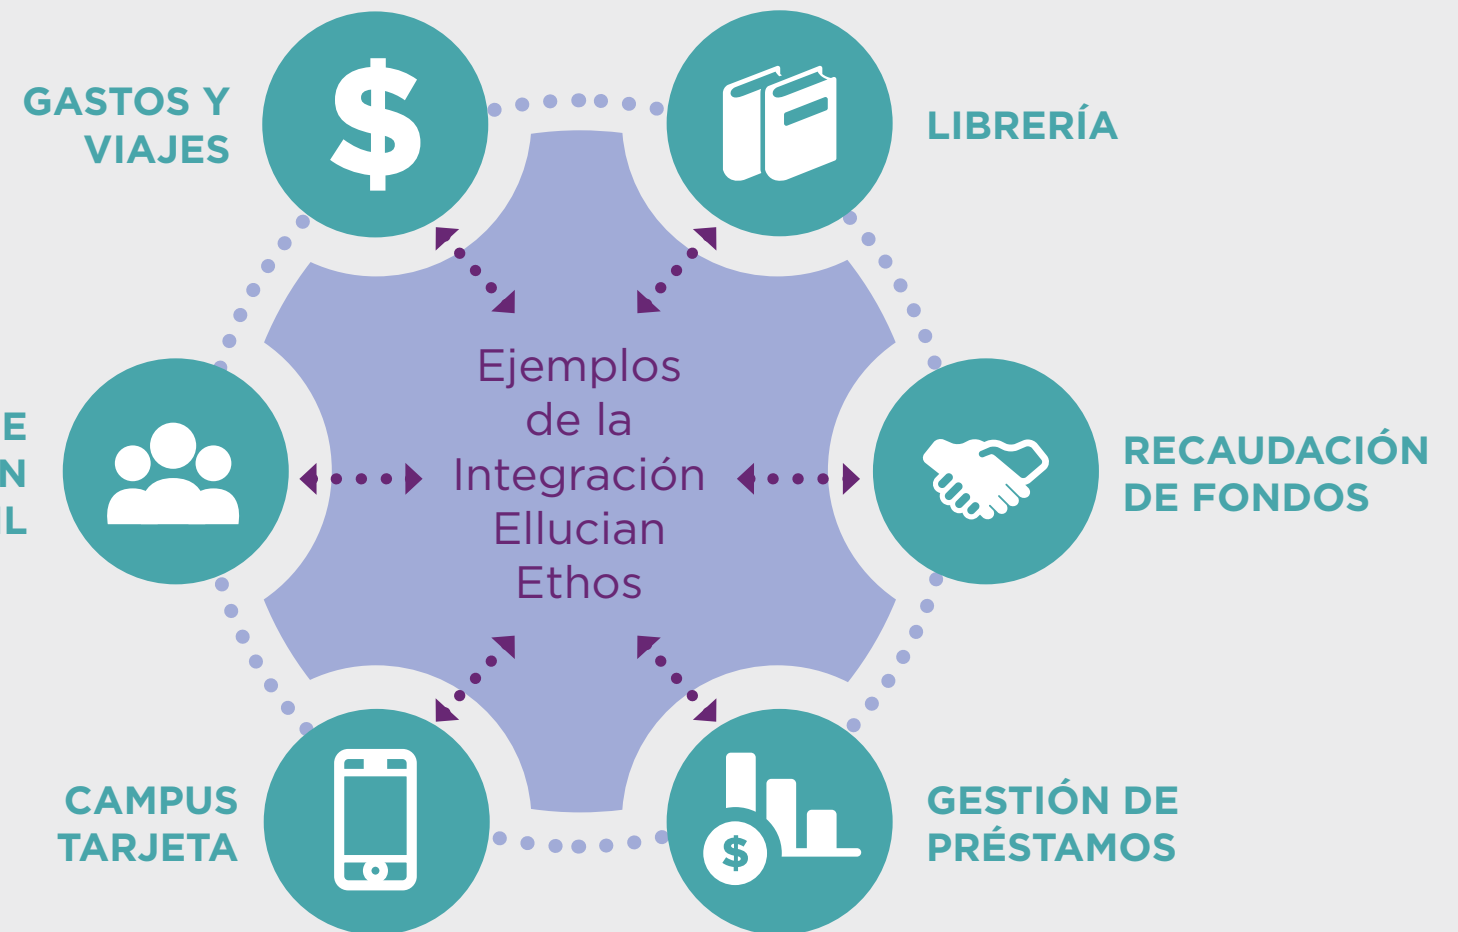 GASTOS Y
VIAJES
LIBRERÍA
Ejemplos
de la
Integración
Ellucian
Ethos
RECAUDACIÓN
DE FONDOS
CAMPUS
TARJETA
GESTIÓN DE
PRÉSTAMOS
$